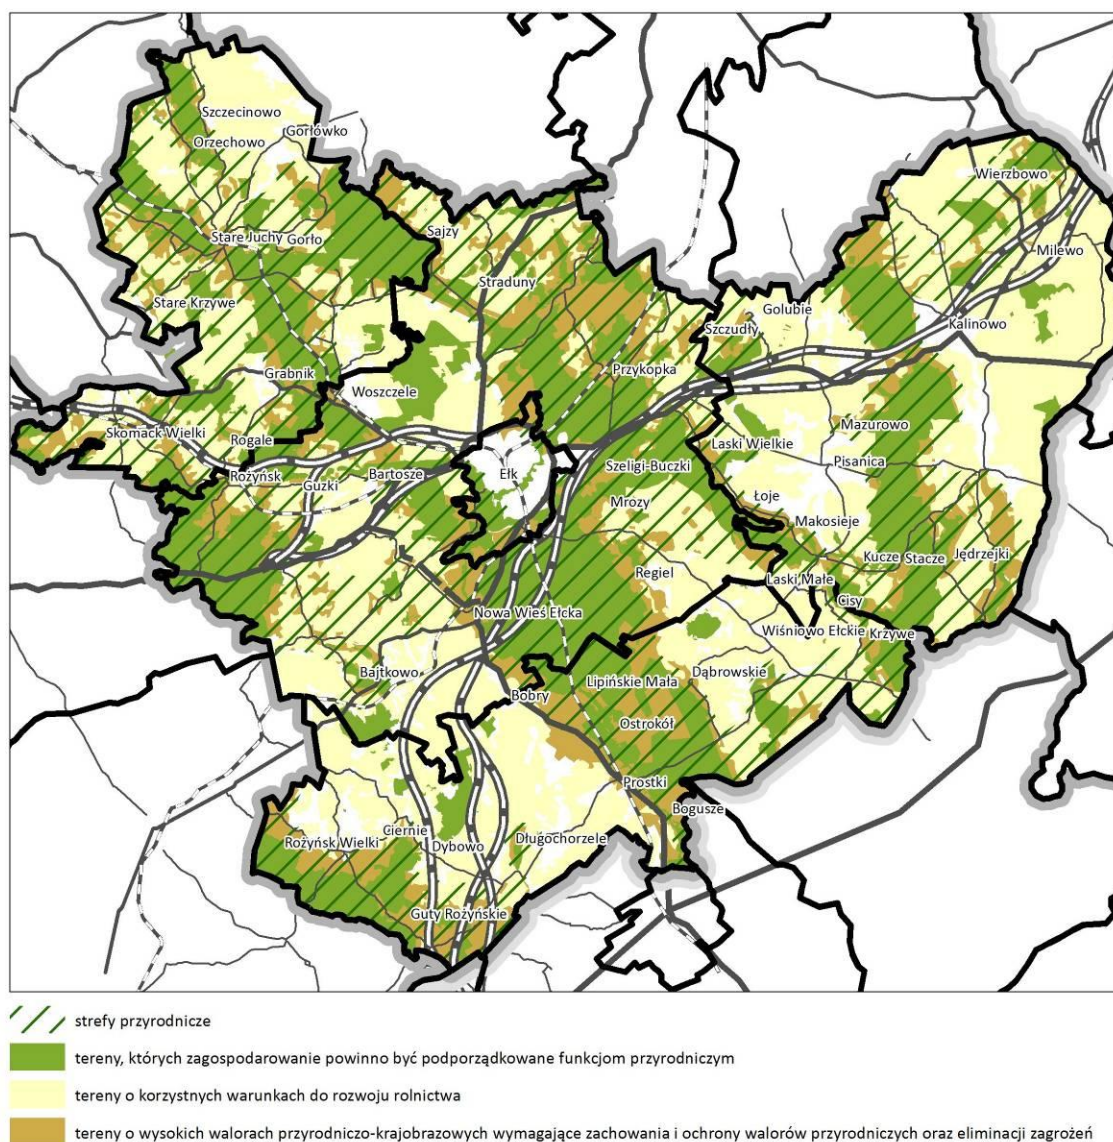 Szczecinowo
Gorłówko
Orzechowo
Wierzbowo
Stare Juchy Gorło
Sajzy
Milewo
Straduny
Stare Krzywe
Golubie
Szczudły
Kalinowo
Grabnik
Przykopka
Woszczele
Mazurowo
Skomack Wielki
Rogale
Laski Wielkie
Pisanica
Rożyńsk
Bartosze
Ełk
Szeligi-Buczki
Guzki
Mrozy
Łoje
Makosieje
Kucze Stacze Jędrzejki
Regiel
Laski Małe
Cisy
Nowa Wieś Ełcka
Wiśniowo Ełckie Krzywe
Bajtkowo
Dąbrowskie
Lipińskie Mała
Bobry
Ostrokół
Prostki
Bogusze
Ciernie
Rożyńsk Wielki
Dybowo
Długochorzele
Guty Rożyńskie
strefy przyrodnicze
tereny, których zagospodarowanie powinno być podporządkowane funkcjom przyrodniczym
tereny o korzystnych warunkach do rozwoju rolnictwa
tereny o wysokich walorach przyrodniczo-krajobrazowych wymagające zachowania i ochrony walorów przyrodniczych oraz eliminacji zagrożeń